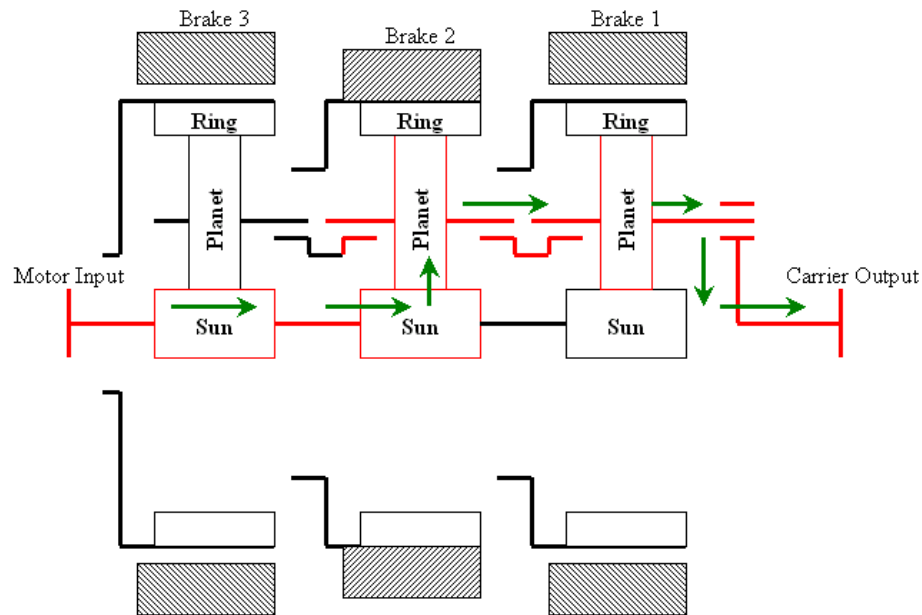 Brake 3
Brake 2
Brake 1
Ring
Ring
Ring
Planet
Planet
Planet
Motor Input
Carrier Output
Sun
Sun
Sun